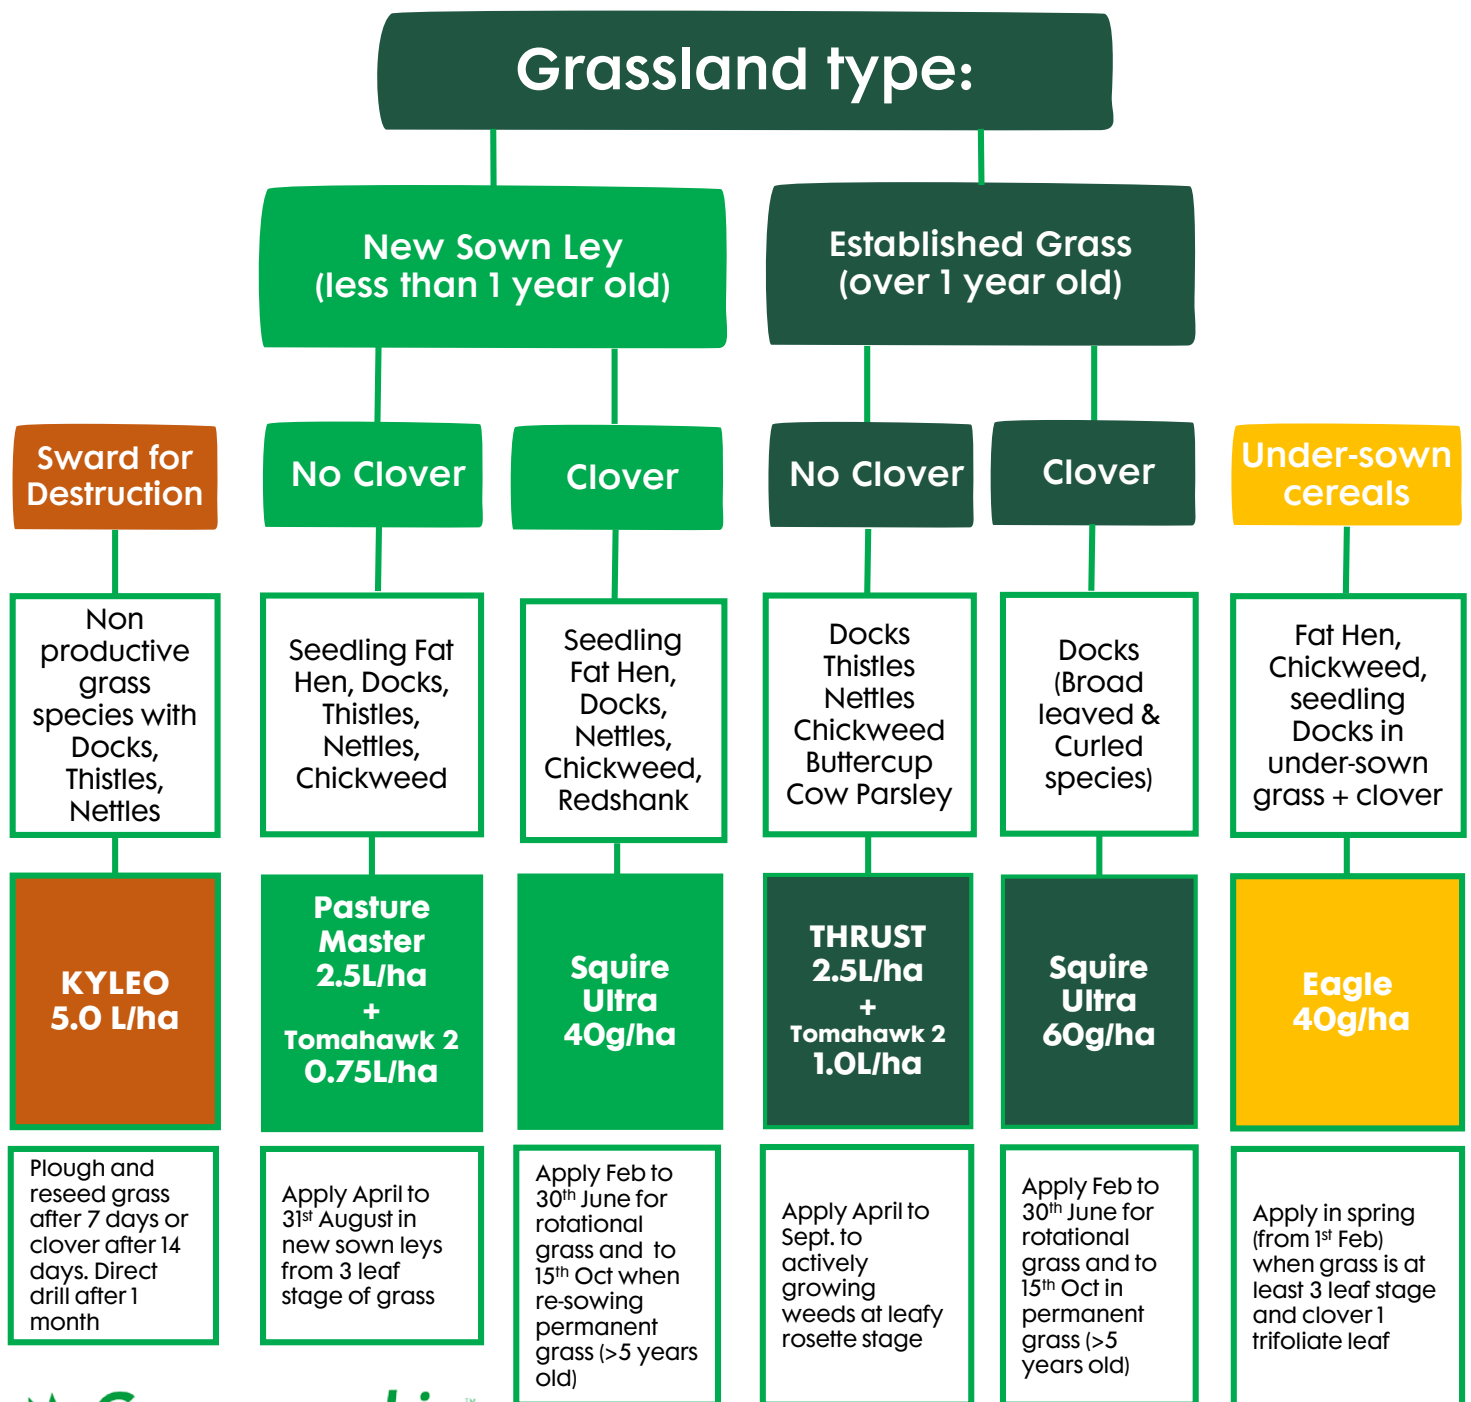 Grassland type:
New Sown Ley
(less than 1 year old)
Established Grass
(over 1 year old)
Sward for
Destruction
No Clover
Clover
No Clover
Clover
Under-sown
cereals
Non
productive
grass
species with
Docks,
Thistles,
Nettles
Seedling Fat
Hen, Docks,
Thistles,
Nettles,
Chickweed
Seedling
Fat Hen,
Docks,
Nettles,
Chickweed,
Redshank
Docks
Thistles
Nettles
Chickweed
Buttercup
Cow Parsley
Docks
(Broad
leaved &
Curled
species)
Fat Hen,
Chickweed,
seedling
Docks in
under-sown
grass + clover
KYLEO
5.0 L/ha
Pasture
Master
2.5L/ha
+
Tomahawk 2
0.75L/ha
Squire
Ultra
40g/ha
THRUST
2.5L/ha
+
Tomahawk 2
1.0L/ha
Squire
Ultra
60g/ha
Eagle
40g/ha
Plough and
reseed grass
after 7 days or
clover after 14
days. Direct
drill after 1
month
Apply April to
31st August in
new sown leys
from 3 leaf
stage of grass
Apply Feb to
30th June for
rotational
grass and to
15th Oct when
re-sowing
permanent
grass (>5 years
old)
Apply April to
Sept. to
actively
growing
weeds at leafy
rosette stage
Apply Feb to
30th June for
rotational
grass and to
15th Oct in
permanent
grass (>5
years old)
Apply in spring
(from 1st Feb)
when grass is at
least 3 leaf stage
and clover 1
trifoliate leaf